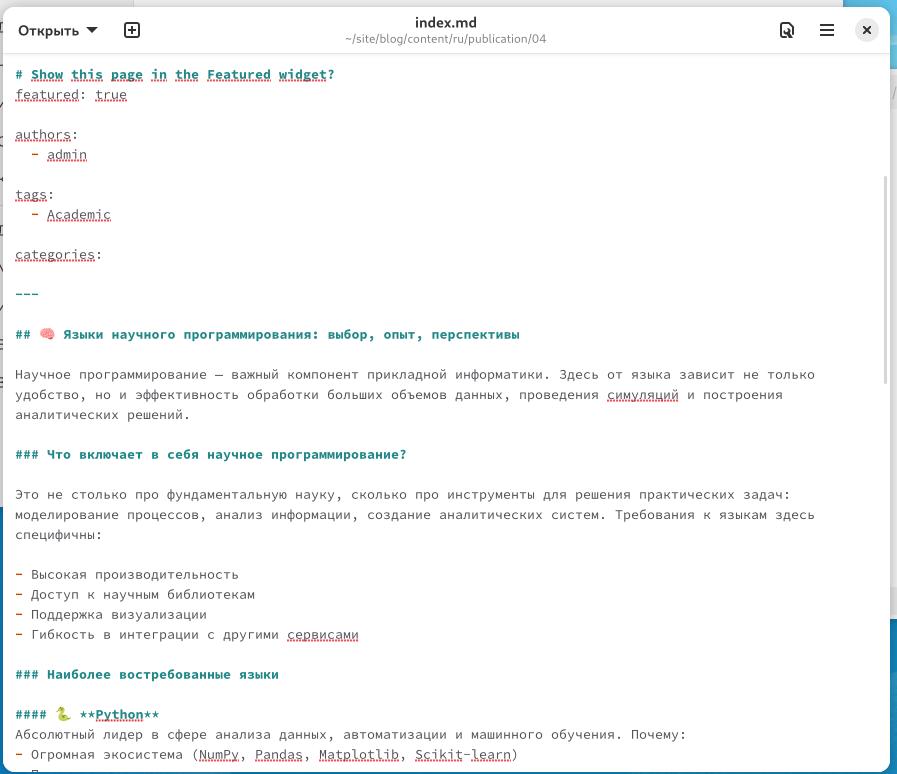 Открыть
index.md
~/site/blog/content/ru/publication/04
# Show this page in the Featured widget?
featured: true
authors:
- admin
tags:
- Academic
categories:
---
## 🧠 Языки научного программирования: выбор, опыт, перспективы
Научное программирование — важный компонент прикладной информатики. Здесь от языка зависит не только
удобство, но и эффективность обработки больших объемов данных, проведения симуляций и построения
аналитических решений.
### Что включает в себя научное программирование?
Это не столько про фундаментальную науку, сколько про инструменты для решения практических задач:
моделирование процессов, анализ информации, создание аналитических систем. Требования к языкам здесь
специфичны:
- Высокая производительность
- Доступ к научным библиотекам
- Поддержка визуализации
- Гибкость в интеграции с другими сервисами
### Наиболее востребованные языки
#### 🐍 **Python**
Абсолютный лидер в сфере анализа данных, автоматизации и машинного обучения. Почему:
- Огромная экосистема (NumPy, Pandas, Matplotlib, Scikit-learn)